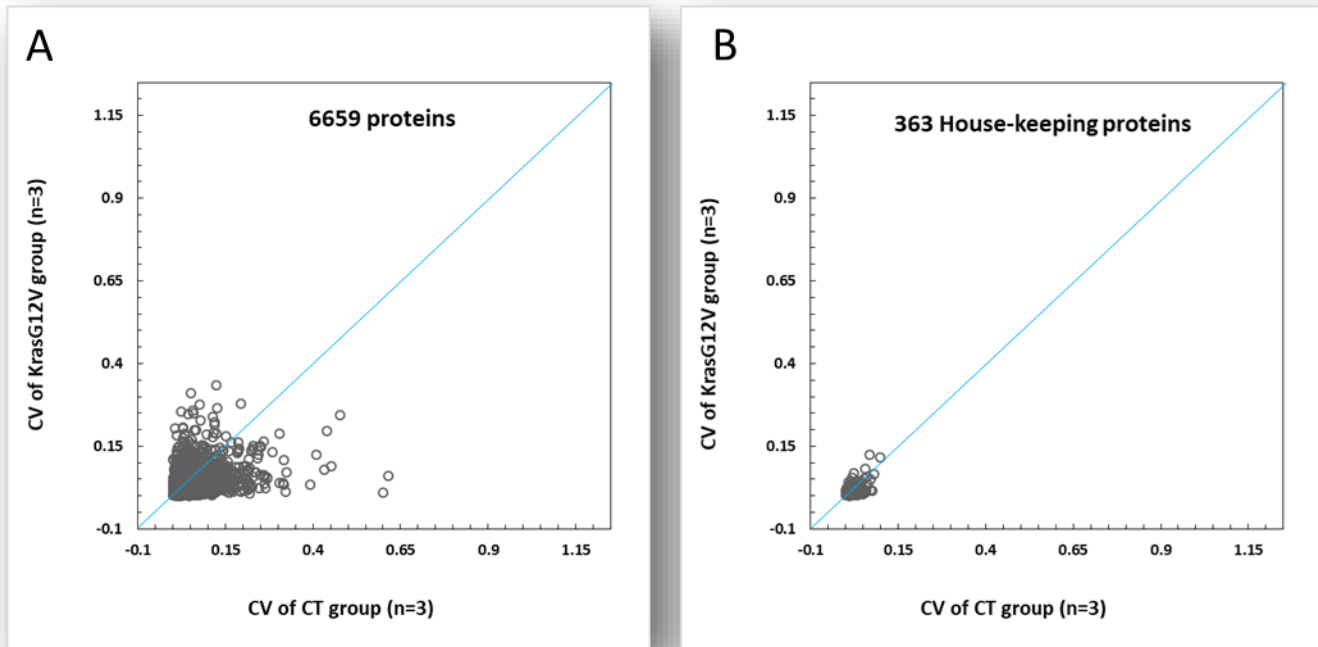 A
6659 proteins
CV of KrasG12V group (n=3)
1.15
0.9
0.65
0.4
0.15
-0.1
-0.1 0.15 0.4 0.65 0.9 1.15
CV of CT group (n=3)
B
363 House-keeping proteins
CV of KrasG12V group (n=3)
1.15
0.9
0.65
0.4
0.15
-0.1
-0.1 0.15 0.4 0.65 0.9 1.15
CV of CT group (n=3)